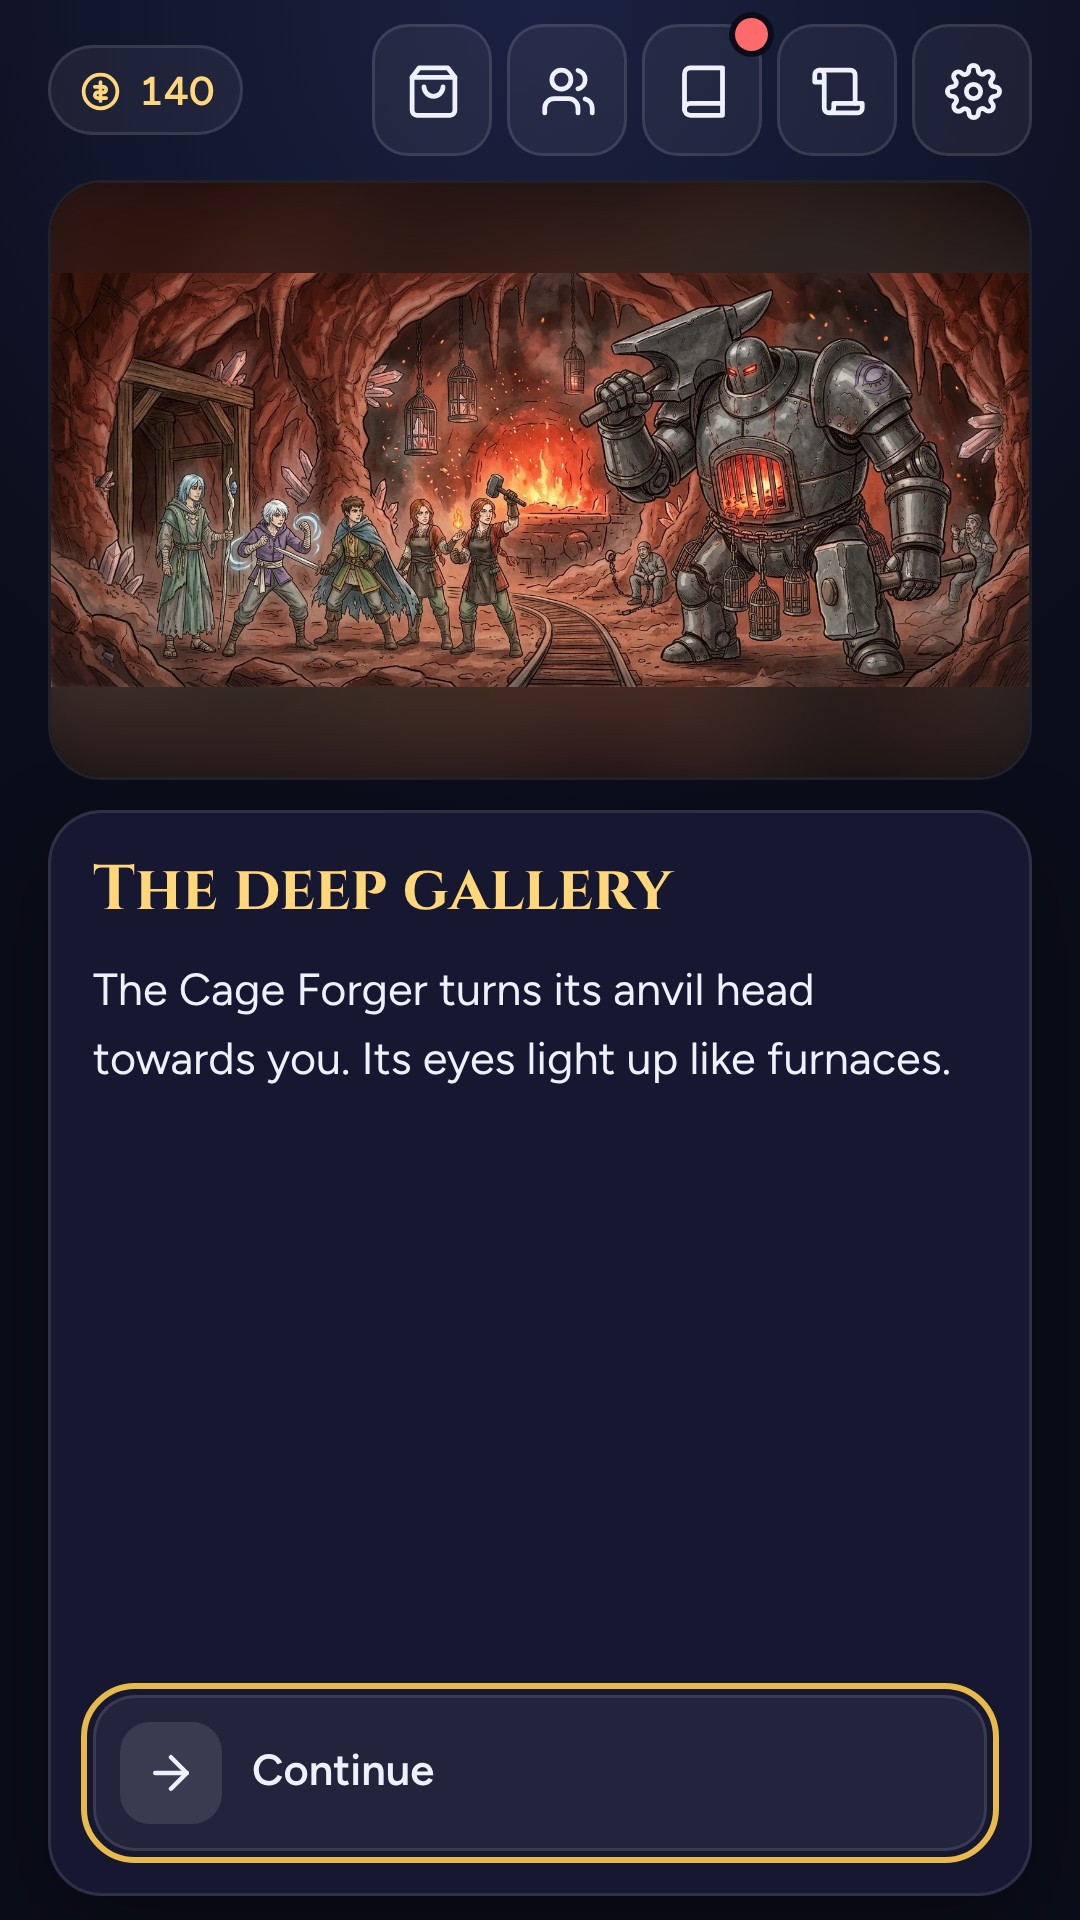 140
The deep gallery
The Cage Forger turns its anvil head
towards you. Its eyes light up like furnaces.
Continue